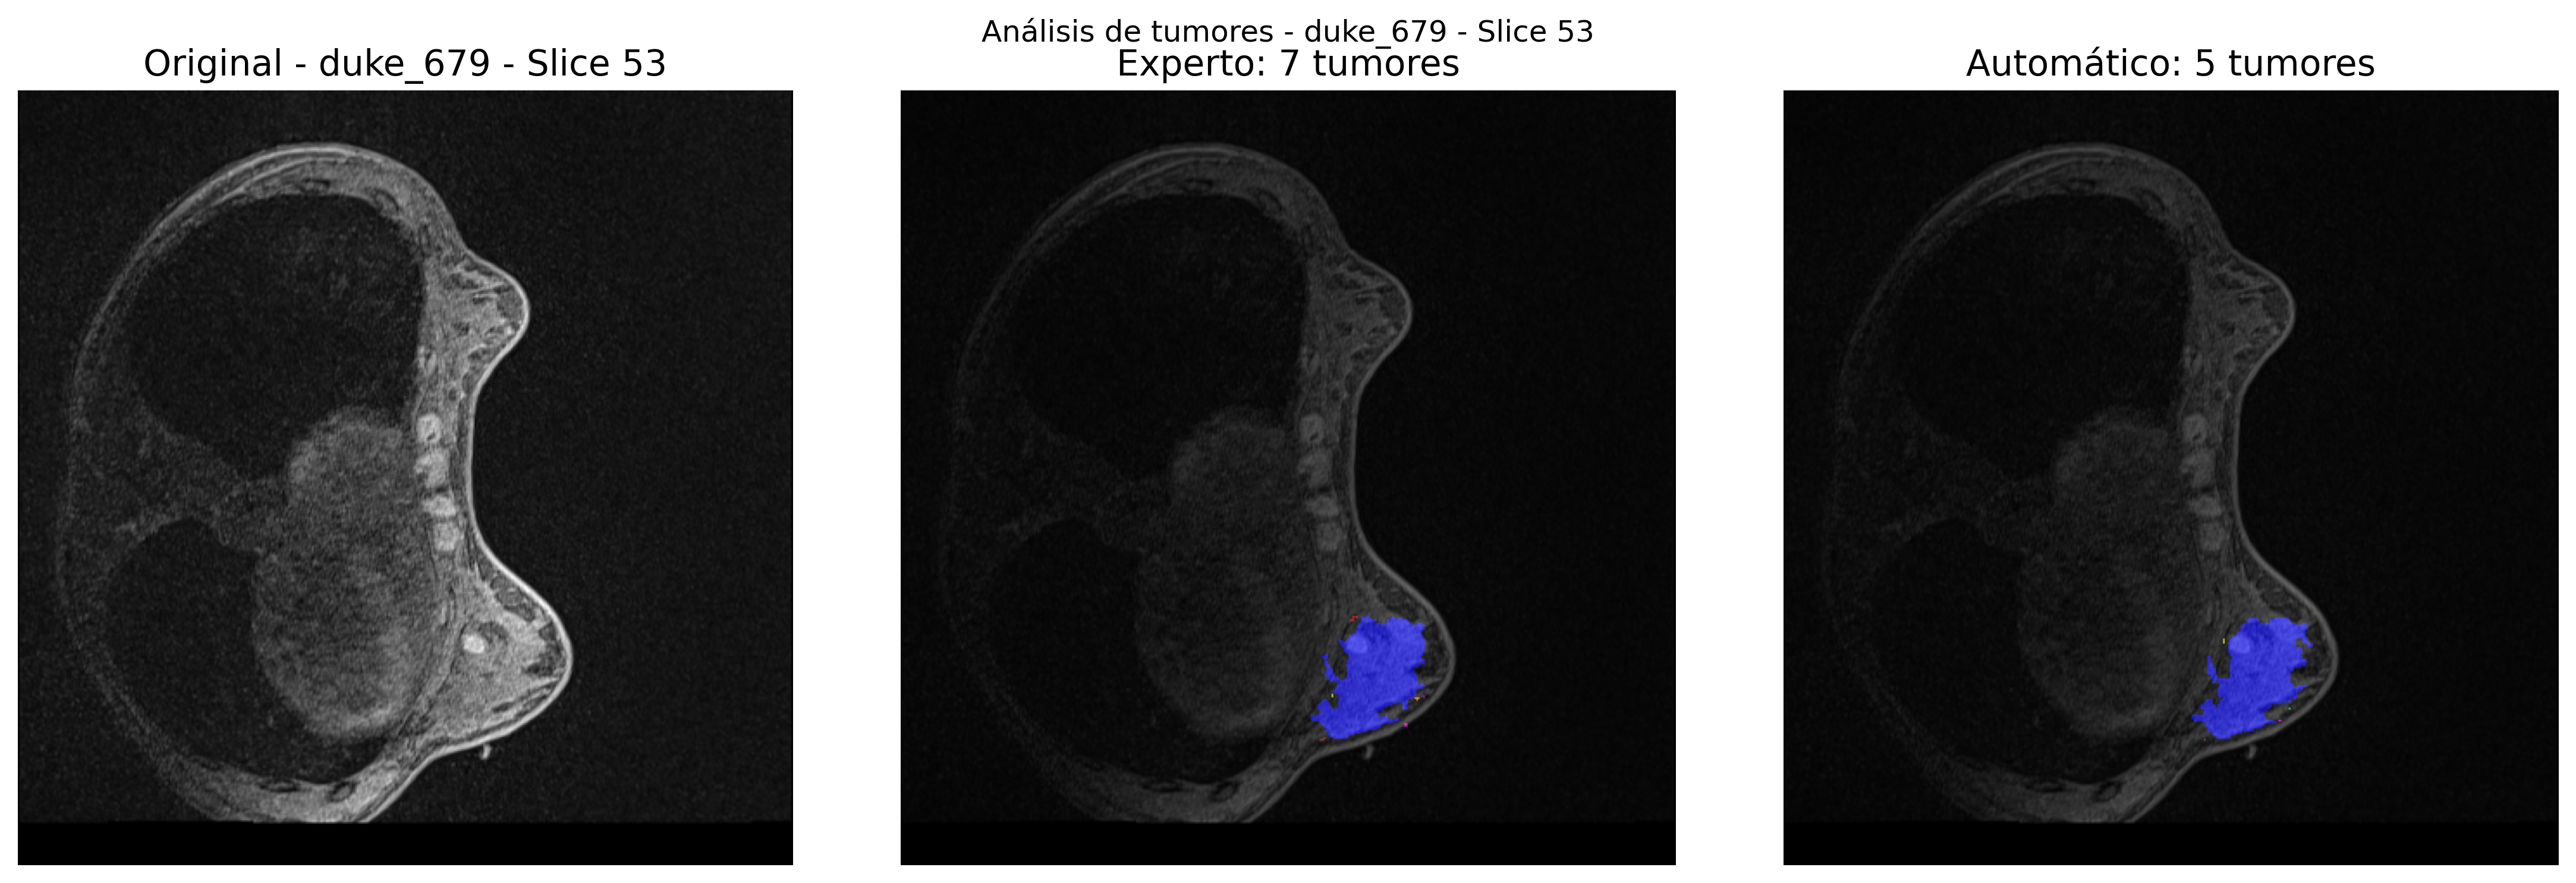 Análisis de tumores - duke_679 - Slice 53
Original - duke_679 - Slice 53
Experto: 7 tumores
Automático: 5 tumores